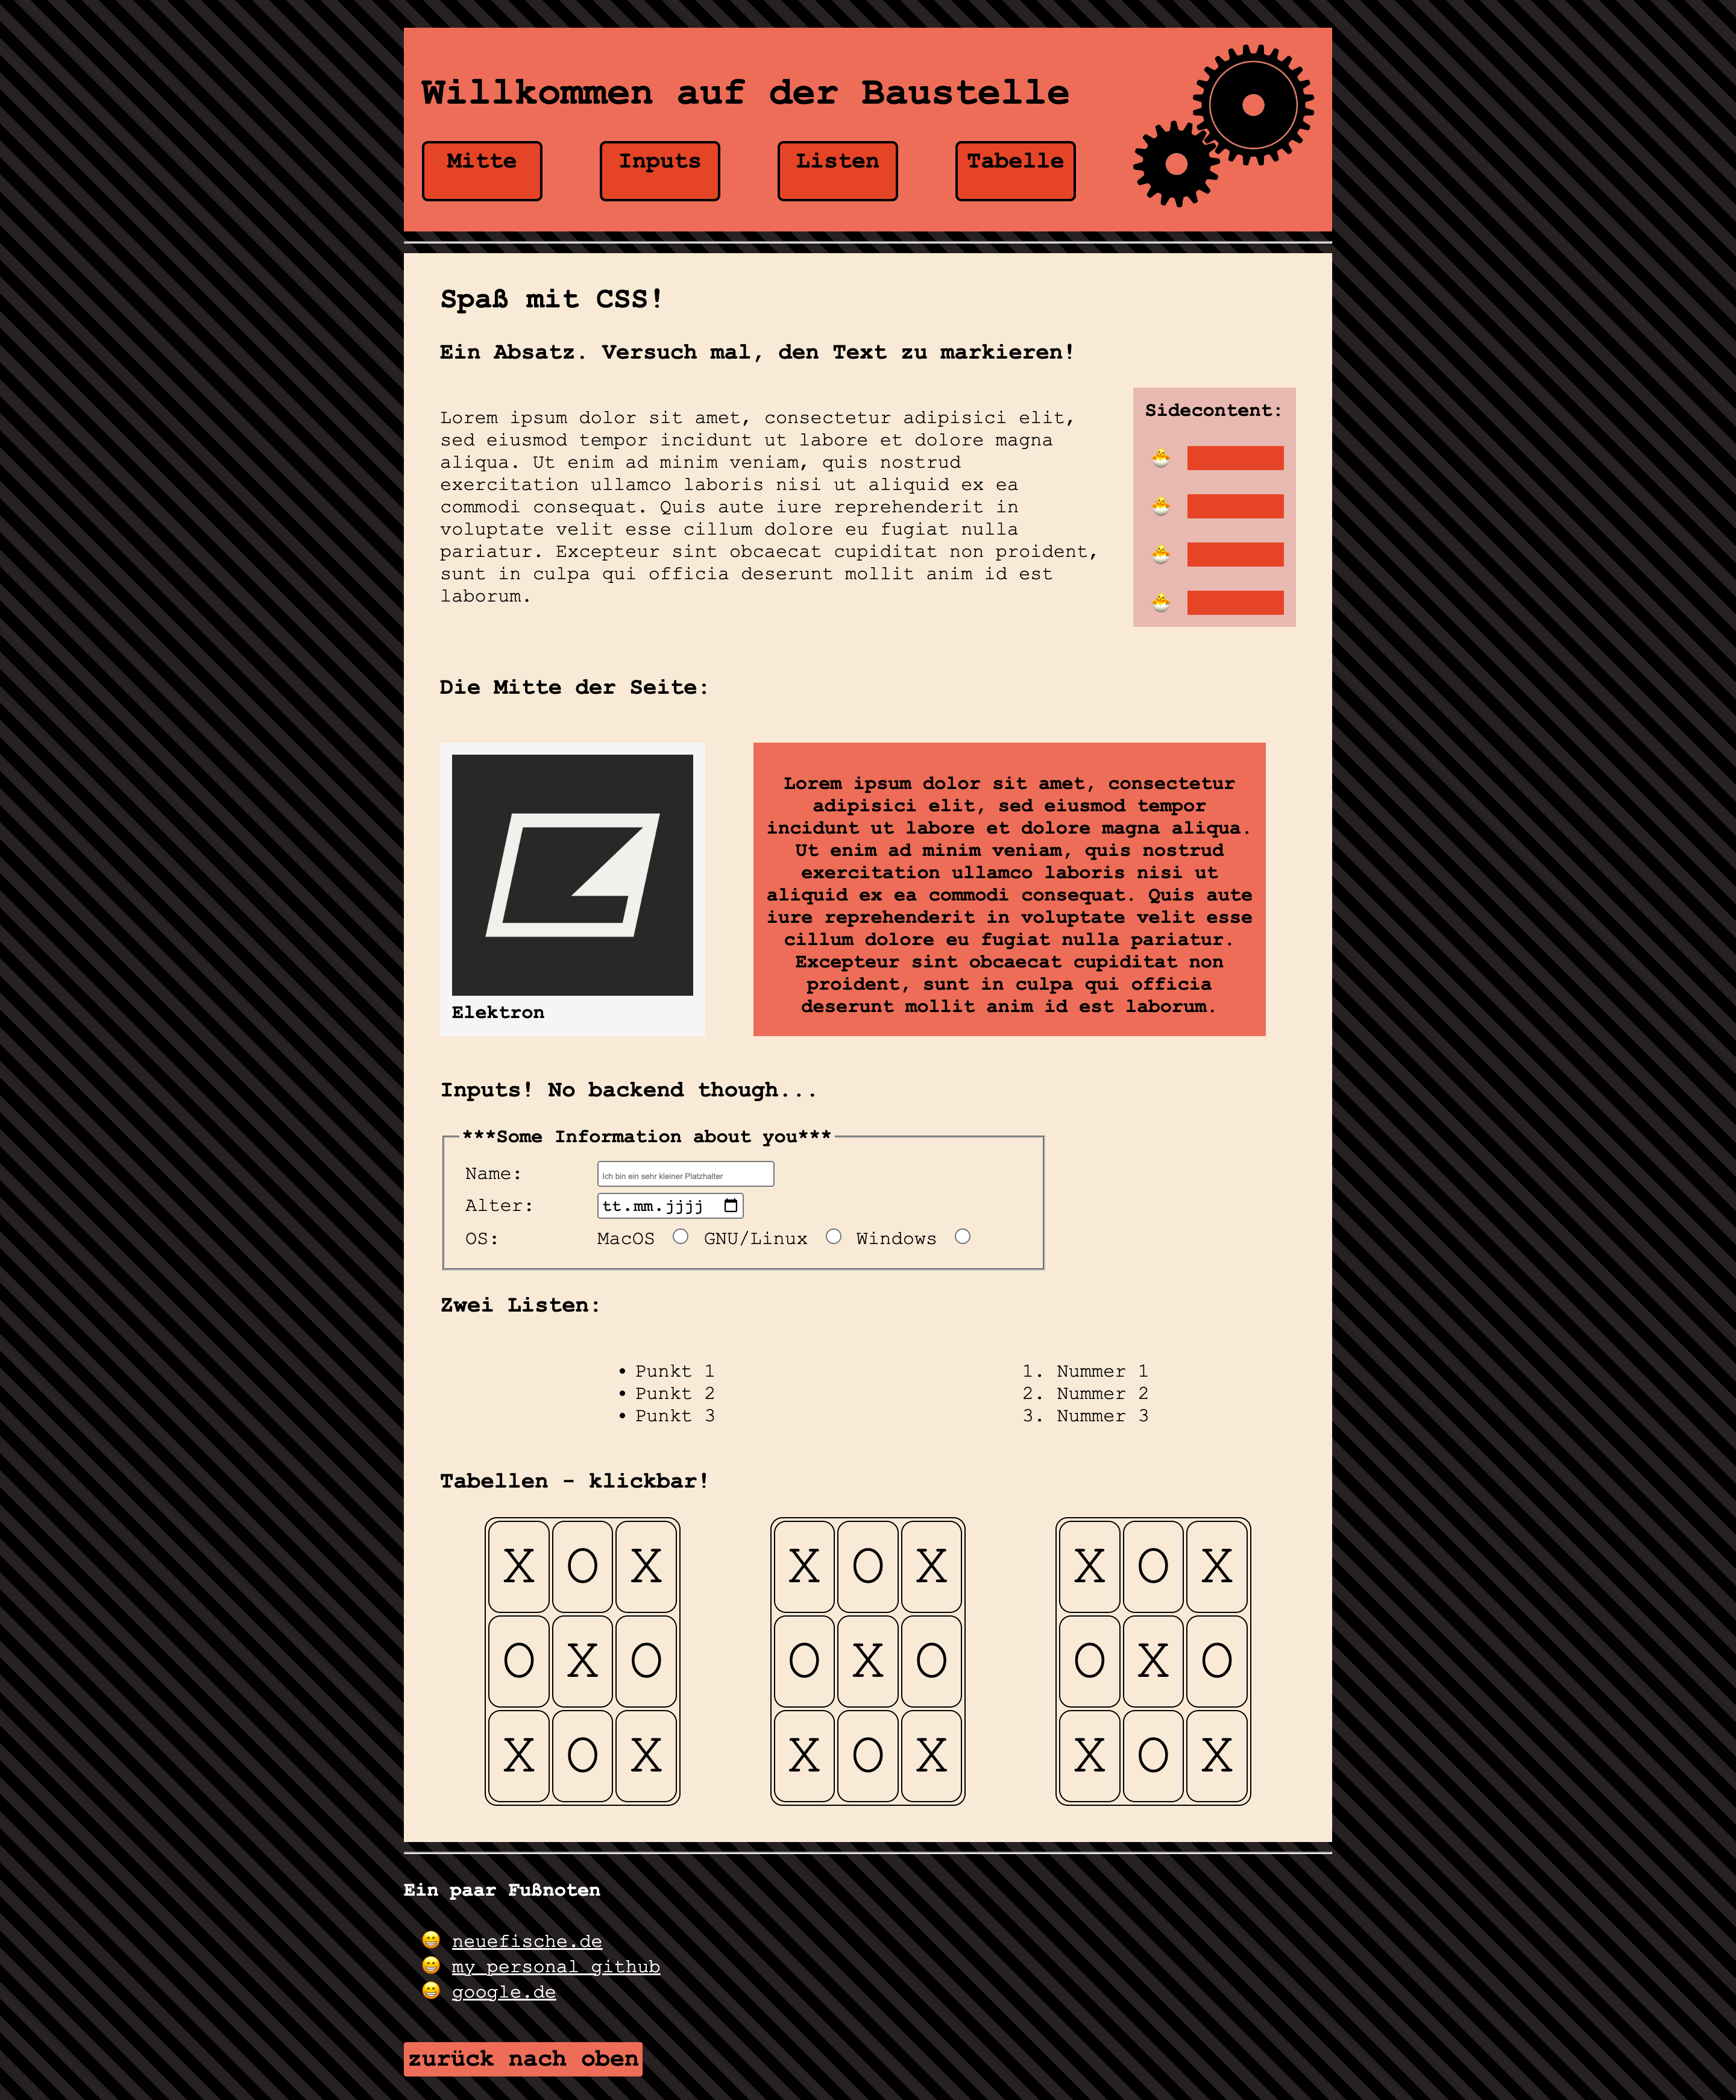 Willkommen auf der Baustelle
Mitte
Inputs
Listen
Tabelle
Spaß mit CSS!
Ein Absatz. Versuch mal, den Text zu markieren!
Lorem ipsum dolor sit amet, consectetur adipisici elit,
sed eiusmod tempor incidunt ut labore et dolore magna
aliqua. Ut enim ad minim veniam, quis nostrud
exercitation ullamco laboris nisi ut aliquid ex ea
commodi consequat. Quis aute iure reprehenderit in
voluptate velit esse cillum dolore eu fugiat nulla
pariatur. Excepteur sint obcaecat cupiditat non proident,
sunt in culpa qui officia deserunt mollit anim id est
laborum.
Sidecontent:
Die Mitte der Seite:
Elektron
Lorem ipsum dolor sit amet, consectetur
adipisici elit, sed eiusmod tempor
incidunt ut labore et dolore magna aliqua.
Ut enim ad minim veniam, quis nostrud
exercitation ullamco laboris nisi ut
aliquid ex ea commodi consequat. Quis aute
iure reprehenderit in voluptate velit esse
cillum dolore eu fugiat nulla pariatur.
Excepteur sint obcaecat cupiditat non
proident, sunt in culpa qui officia
deserunt mollit anim id est laborum.
Inputs! No backend though...
***Some Information about you***
Name: Ich bin ein sehr kleiner Platzhalter
Alter: tt.mm.jjjj
OS: MacOS GNU/Linux Windows
Zwei Listen:
• Punkt 1
• Punkt 2
• Punkt 3
1. Nummer 1
2. Nummer 2
3. Nummer 3
Tabellen - klickbar!
X O X
O X O
X O X
X O X
O X O
X O X
X O X
O X O
X O X
Ein paar Fußnoten
neuefische.de
my personal github
google.de
zurück nach oben